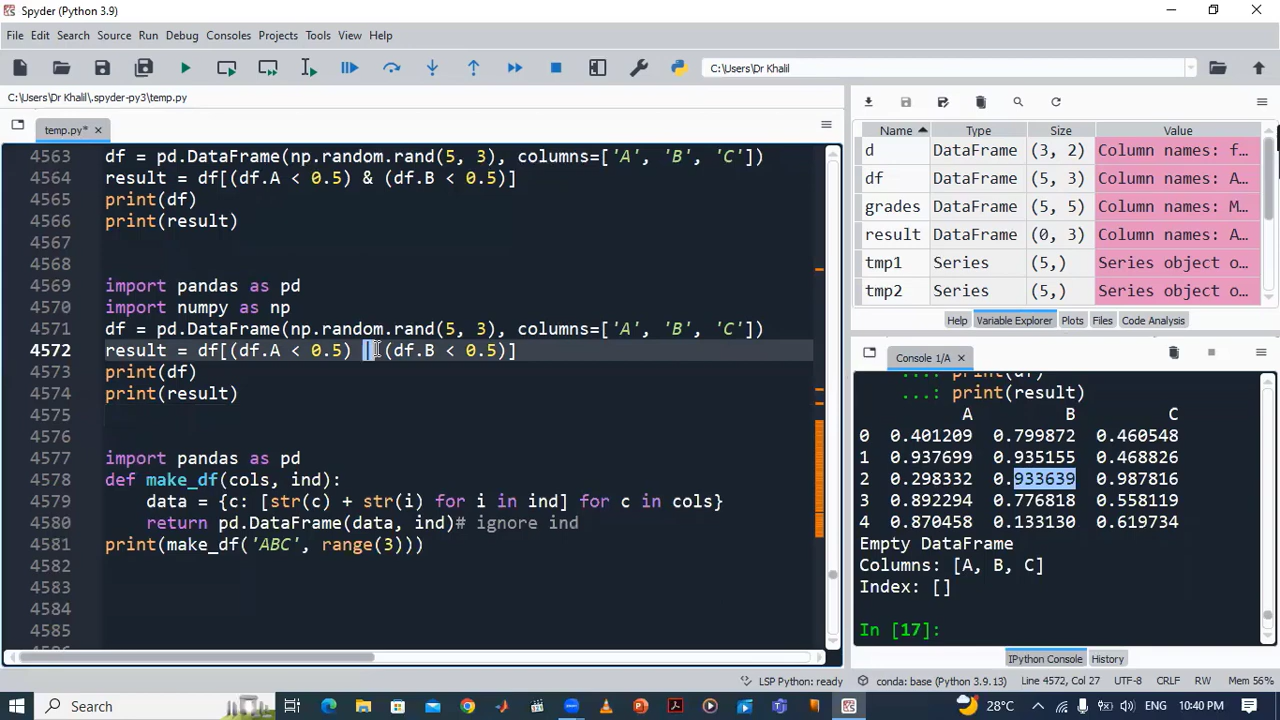 Spyder (Python 3.9)
File Edit Search Source Run Debug Consoles Projects Tools View Help
C:\Users\Dr Khalil
C:\Users\Dr Khalil\.spyder-py3\temp.py
temp.py*
4563 df = pd.DataFrame(np.random.rand(5, 3), columns=['A', 'B', 'C'])
4564 result = df[(df.A < 0.5) & (df.B < 0.5)]
4565 print(df)
4566 print(result)
4567
4568
4569 import pandas as pd
4570 import numpy as np
4571 df = pd.DataFrame(np.random.rand(5, 3), columns=['A', 'B', 'C'])
4572 result = df[(df.A < 0.5) | (df.B < 0.5)]
4573 print(df)
4574 print(result)
4575
4576
4577 import pandas as pd
4578 def make_df(cols, ind):
4579 data = {c: [str(c) + str(i) for i in ind] for c in cols}
4580 return pd.DataFrame(data, ind)# ignore ind
4581 print(make_df('ABC', range(3)))
4582
4583
4584
4585
Name Type Size Value
d DataFrame (3, 2) Column names: f...
df DataFrame (5, 3) Column names: A...
grades DataFrame (5, 5) Column names: M...
result DataFrame (0, 3) Column names: A...
tmp1 Series (5,) Series object o...
tmp2 Series (5,) Series object o...
Help Variable Explorer Plots Files Find
Console 1/A
...: print(df)
...: print(result)
A B C
0 0.401209 0.799872 0.460548
1 0.937699 0.935155 0.468826
2 0.298332 0.933639 0.987816
3 0.892294 0.776818 0.558119
4 0.870458 0.133130 0.619734
Empty DataFrame
Columns: [A, B, C]
Index: []
In [17]:
IPython Console History
LSP Python: ready conda: base (Python 3.9.13) Line 4572, Col 27 UTF-8 CRLF RW Mem 56%
Search
28°C 10:40 PM